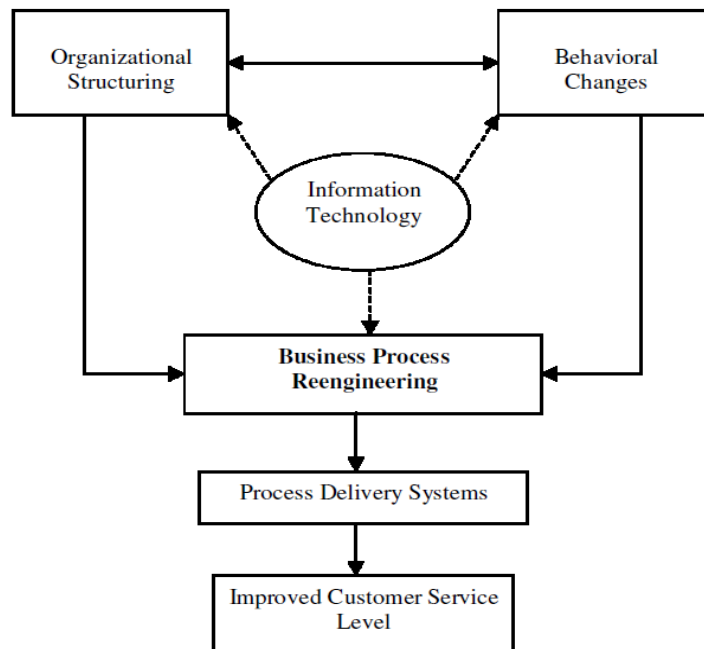 Organizational
Structuring
Behavioral
Changes
Information
Technology
Business Process
Reengineering
Process Delivery Systems
Improved Customer Service
Level